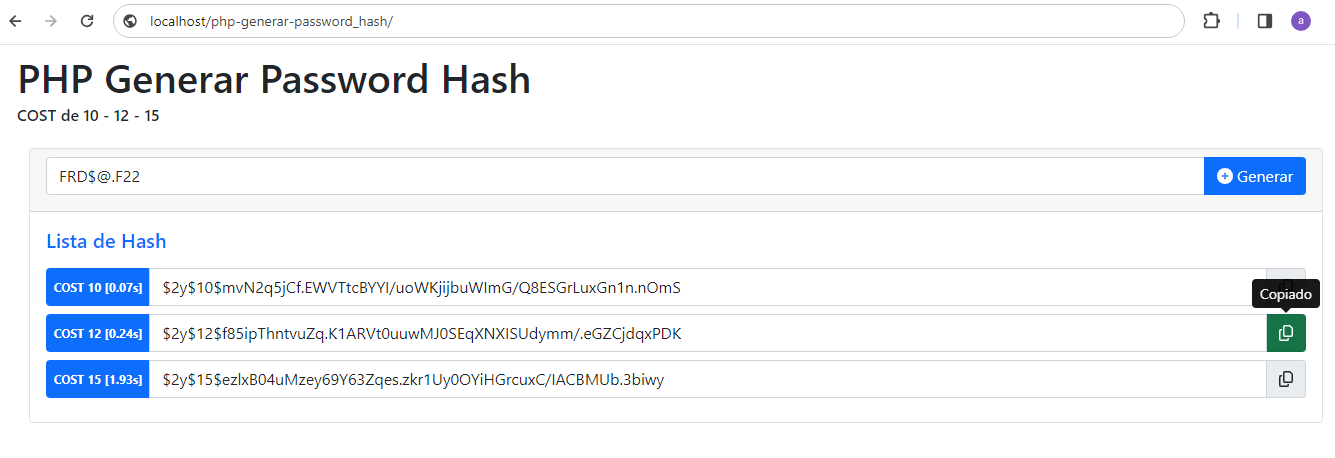 localhost/php-generar-password_hash/
a
PHP Generar Password Hash
COST de 10 - 12 - 15
FRD$@.F22
Generar
Lista de Hash
COST 10 [0.07s] $2y$10$mvN2q5jCf.EWVTtcBYYI/uoWKjijbuWImG/Q8ESGrLuxGn1n.nOmS
Copiado
COST 12 [0.24s] $2y$12$f85ipThntvuZq.K1ARVt0uuwMJ0SEqXNXISUdymm/.eGZCjdqxPDK
COST 15 [1.93s] $2y$15$ezlxB04uMzey69Y63Zqes.zkr1Uy0OYiHGrcuxC/IACBMUb.3biwy